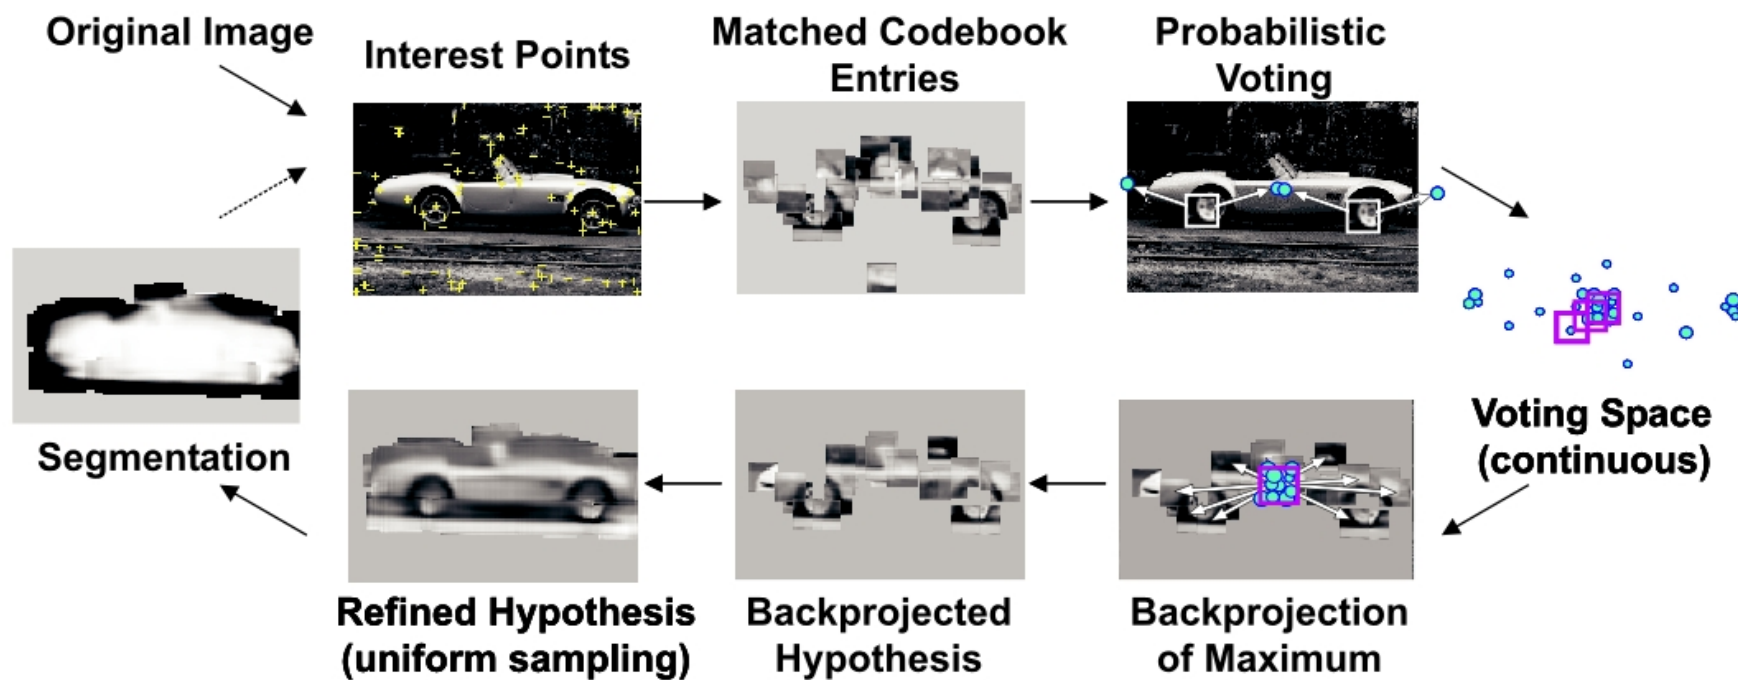 Original Image
Interest Points
Matched Codebook
Entries
Probabilistic
Voting
Voting Space
(continuous)
Segmentation
Refined Hypothesis
(uniform sampling)
Backprojected
Hypothesis
Backprojection
of Maximum